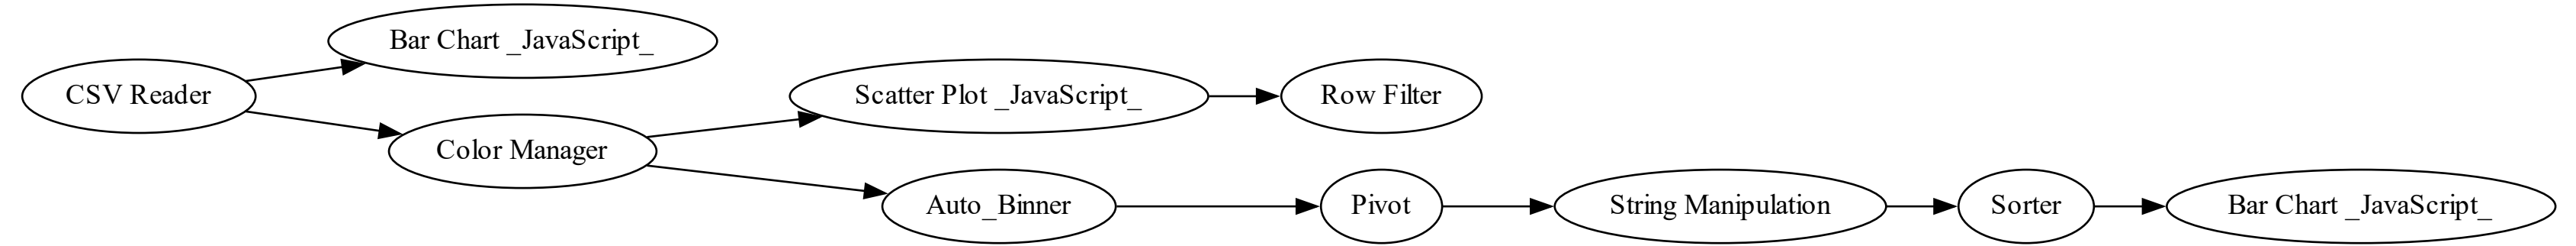 Bar Chart _JavaScript_
CSV Reader
Scatter Plot _JavaScript_
Row Filter
Color Manager
Auto_Binner
Pivot
String Manipulation
Sorter
Bar Chart _JavaScript_